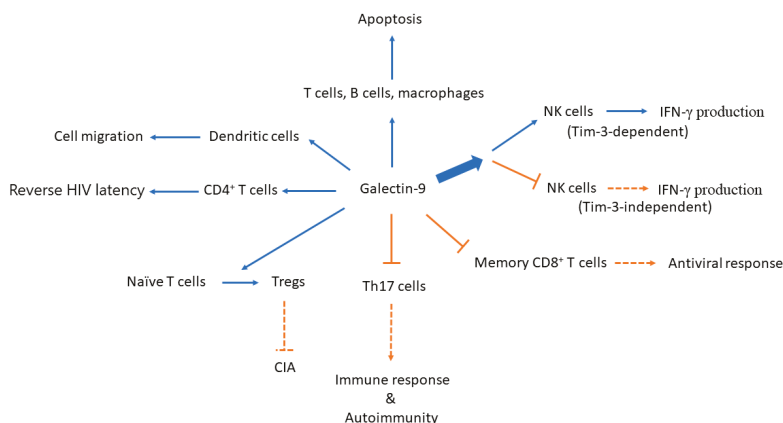 Apoptosis
T cells, B cells, macrophages
NK cells
IFN-γ production
(Tim-3-dependent)
Cell migration
Dendritic cells
Reverse HIV latency
CD4⁺ T cells
Galectin-9
NK cells
IFN-γ production
(Tim-3-independent)
Memory CD8⁺ T cells
Antiviral response
Naïve T cells
Tregs
Th17 cells
CIA
Immune response
&
Autoimmunity